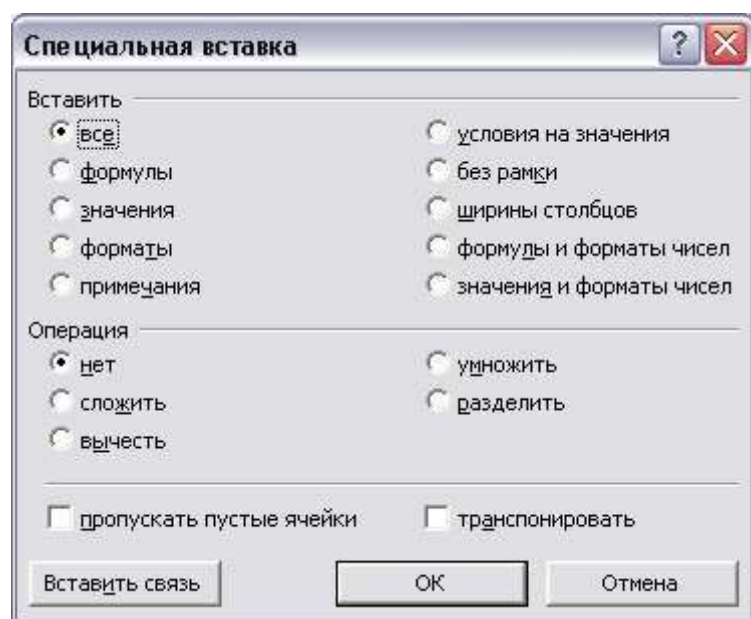 Специальная вставка
Вставить
все
условия на значения
формулы
без рамки
значения
ширины столбцов
форматы
формулы и форматы чисел
примечания
значения и форматы чисел
Операция
нет
умножить
сложить
разделить
вычесть
пропускать пустые ячейки
транспонировать
Вставить связь
ОК
Отмена